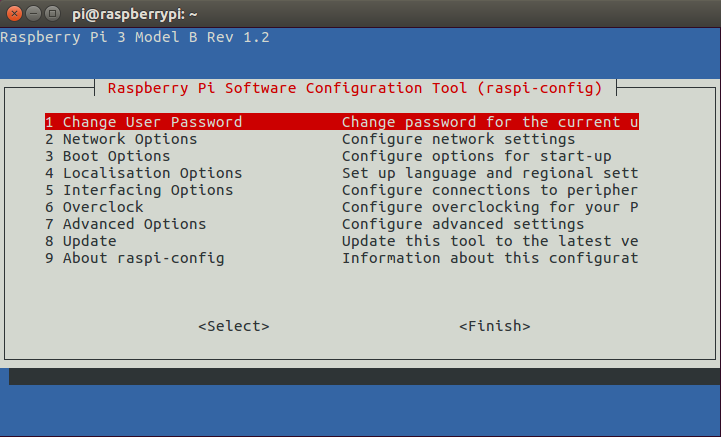 pi@raspberrypi: ~
Raspberry Pi 3 Model B Rev 1.2
Raspberry Pi Software Configuration Tool (raspi-config)
1 Change User Password Change password for the current u
2 Network Options Configure network settings
3 Boot Options Configure options for start-up
4 Localisation Options Set up language and regional sett
5 Interfacing Options Configure connections to peripher
6 Overclock Configure overclocking for your P
7 Advanced Options Configure advanced settings
8 Update Update this tool to the latest ve
9 About raspi-config Information about this configurat
<Select> <Finish>